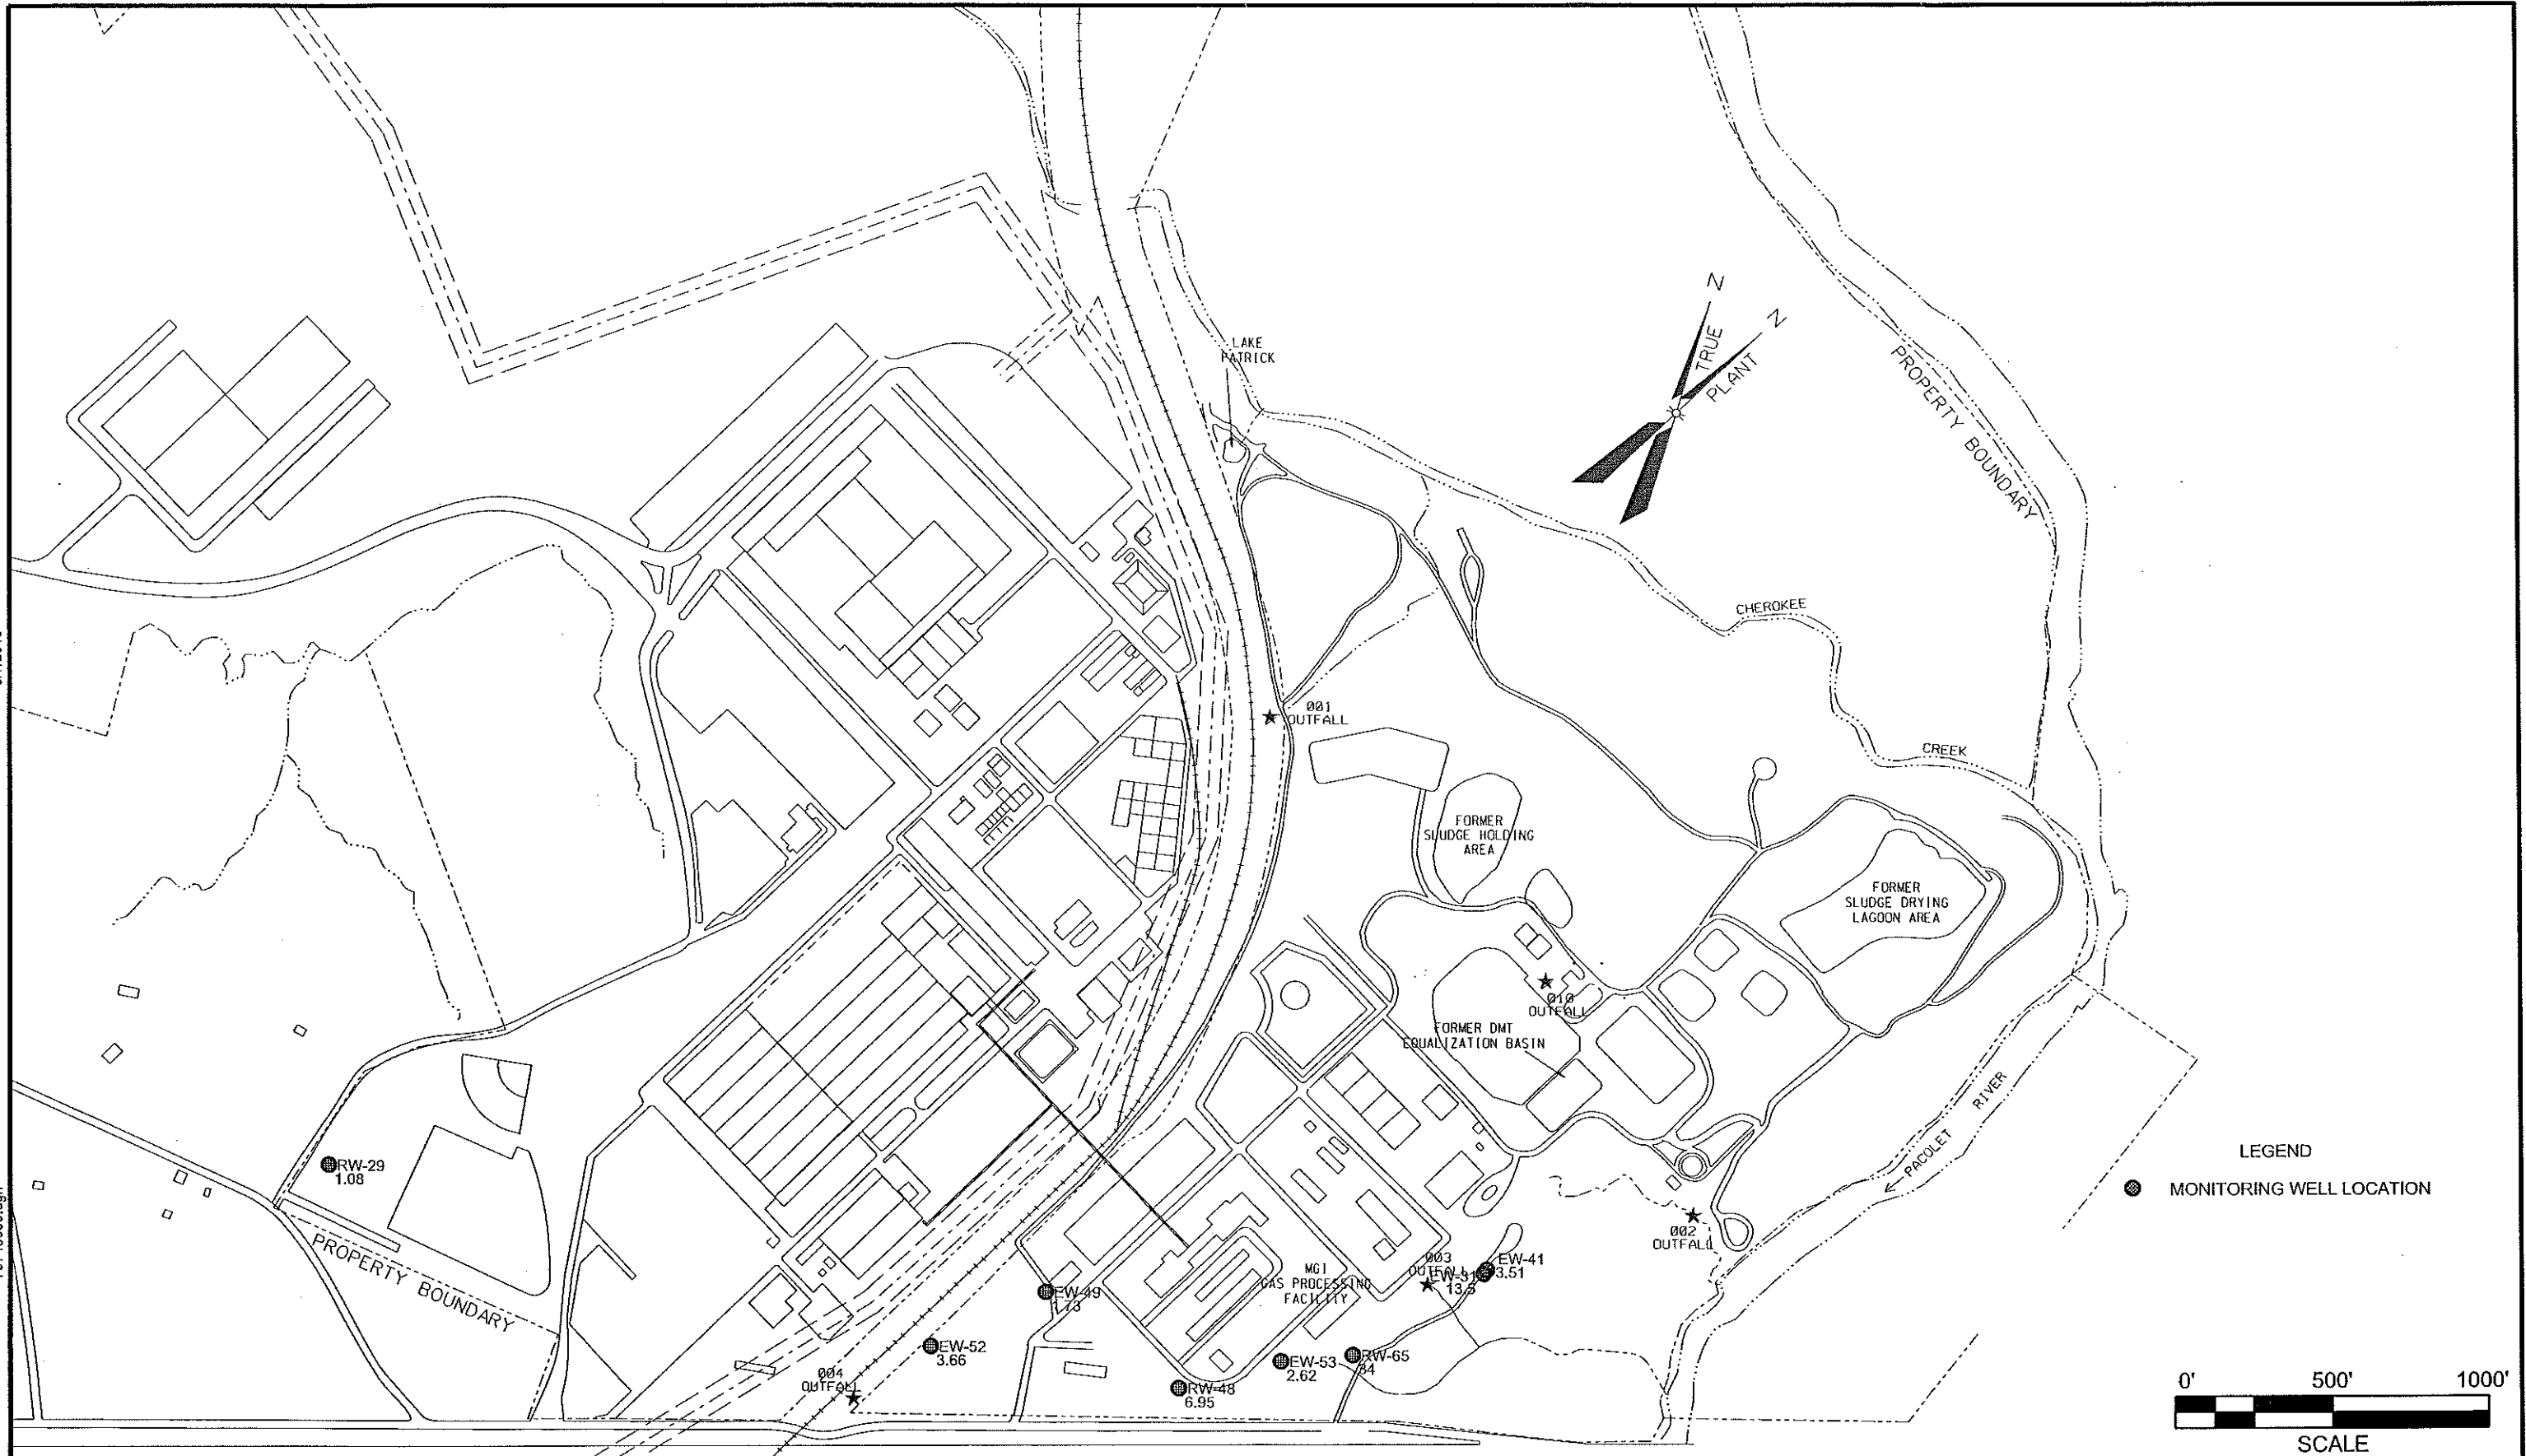 LAKE
PATRICK
N
TRUE
N
PLANT
PROPERTY BOUNDARY
CHEROKEE
CREEK
001
OUTFALL
FORMER
SLUDGE HOLDING
AREA
FORMER
SLUDGE DRYING
LAGOON AREA
010
OUTFALL
FORMER DMT
EQUALIZATION BASIN
RIVER
PACOLET
LEGEND
MONITORING WELL LOCATION
RW-29
1.08
PROPERTY BOUNDARY
002
OUTFALL
003
OUTFALL
EW-41
3.51
EW-31
13.5
MGI
GAS PROCESSING
FACILITY
EW-49
1.73
EW-52
3.66
EW-53
2.62
RW-65
34
RW-48
6.95
004
OUTFALL
0' 500' 1000'
SCALE